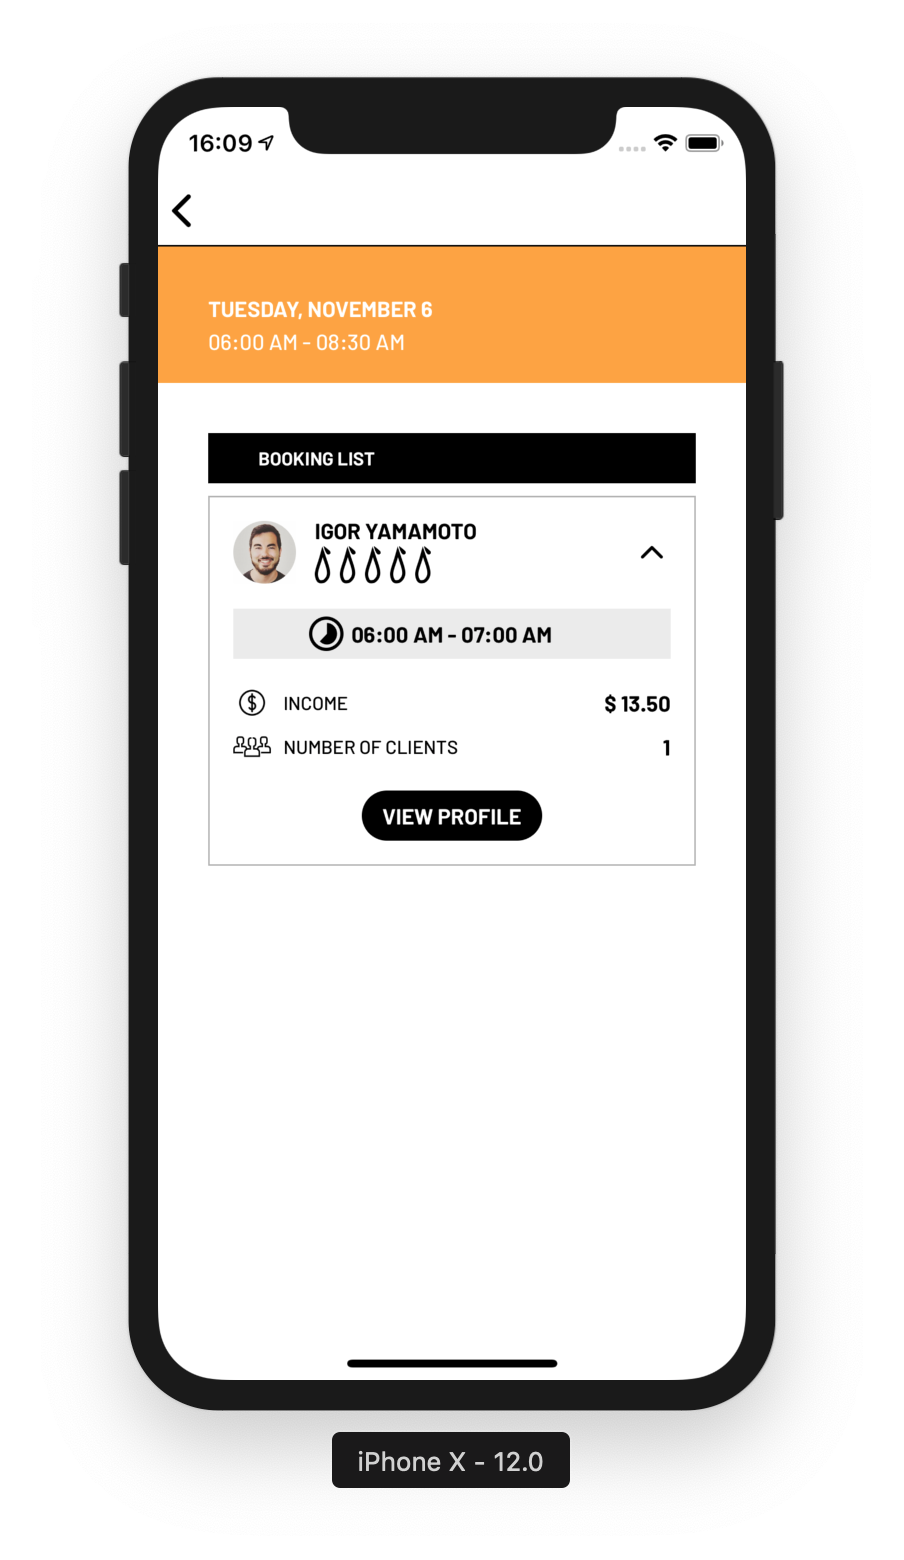 16:09
TUESDAY, NOVEMBER 6
06:00 AM - 08:30 AM
BOOKING LIST
IGOR YAMAMOTO
06:00 AM - 07:00 AM
INCOME $ 13.50
NUMBER OF CLIENTS 1
VIEW PROFILE
iPhone X - 12.0